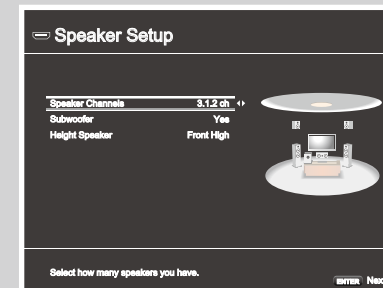 Speaker Setup
Speaker Channels 3.1.2 ch
Subwoofer Yes
Height Speaker Front High
Select how many speakers you have.
ENTER Nex